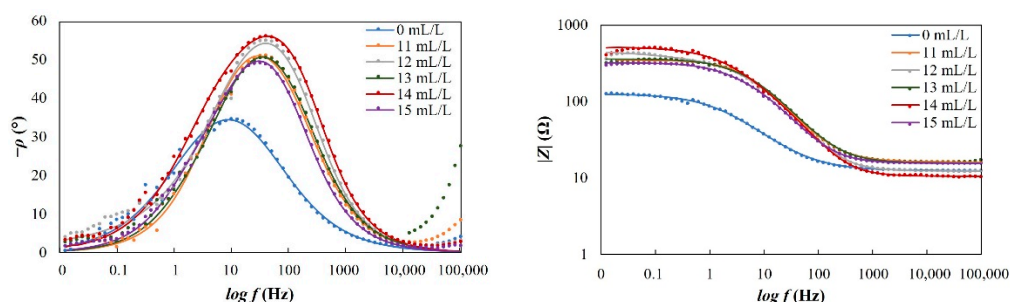 60
50
40
30
20
10
0
−ρ (°)
0 0.1 1 10 100 1000 10,000 100,000
log f (Hz)
0 mL/L
11 mL/L
12 mL/L
13 mL/L
14 mL/L
15 mL/L
1000
100
10
1
|Z| (Ω)
0 0.1 1 10 100 1000 10,000 100,000
log f (Hz)
0 mL/L
11 mL/L
12 mL/L
13 mL/L
14 mL/L
15 mL/L